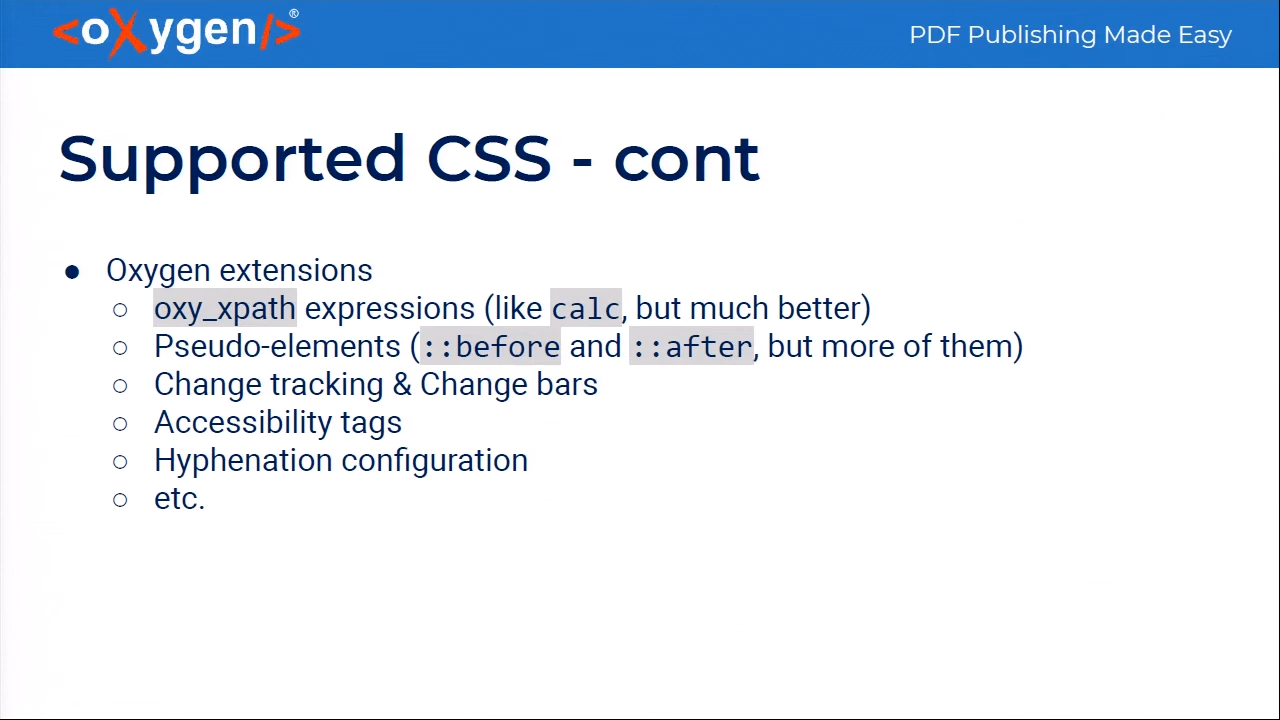 <oXygen/>®
PDF Publishing Made Easy
Supported CSS - cont
● Oxygen extensions
○ oxy_xpath expressions (like calc, but much better)
○ Pseudo-elements (::before and ::after, but more of them)
○ Change tracking & Change bars
○ Accessibility tags
○ Hyphenation configuration
○ etc.